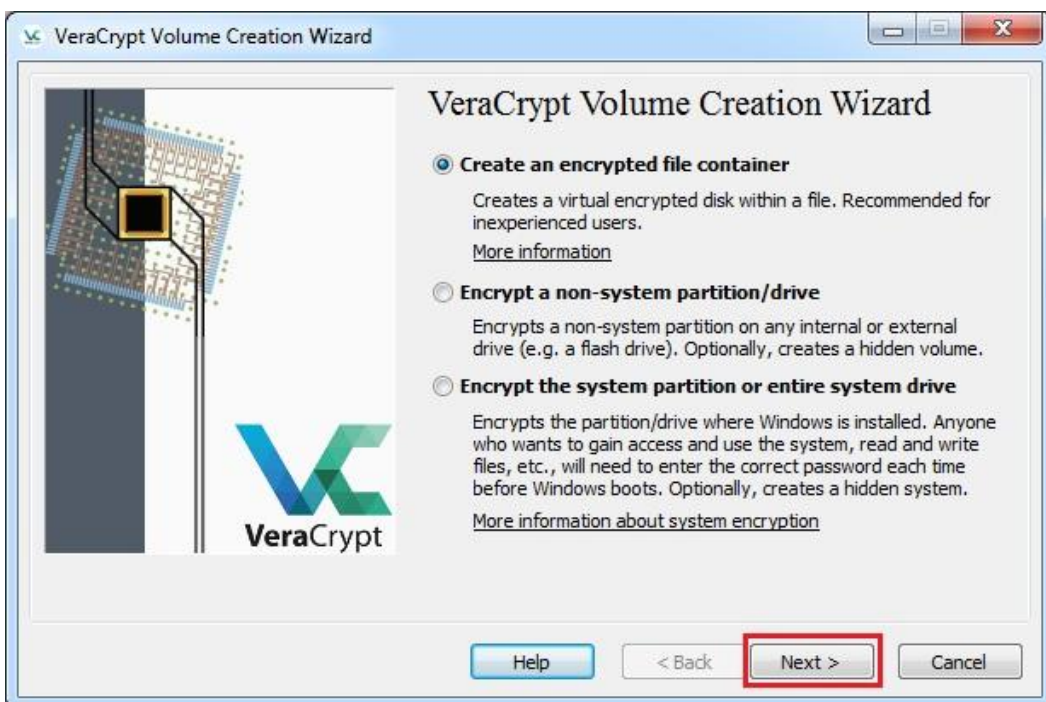 VeraCrypt Volume Creation Wizard
VeraCrypt Volume Creation Wizard
Create an encrypted file container
Creates a virtual encrypted disk within a file. Recommended for
inexperienced users.
More information
Encrypt a non-system partition/drive
Encrypts a non-system partition on any internal or external
drive (e.g. a flash drive). Optionally, creates a hidden volume.
Encrypt the system partition or entire system drive
Encrypts the partition/drive where Windows is installed. Anyone
who wants to gain access and use the system, read and write
files, etc., will need to enter the correct password each time
before Windows boots. Optionally, creates a hidden system.
More information about system encryption
VeraCrypt
Help
< Back
Next >
Cancel